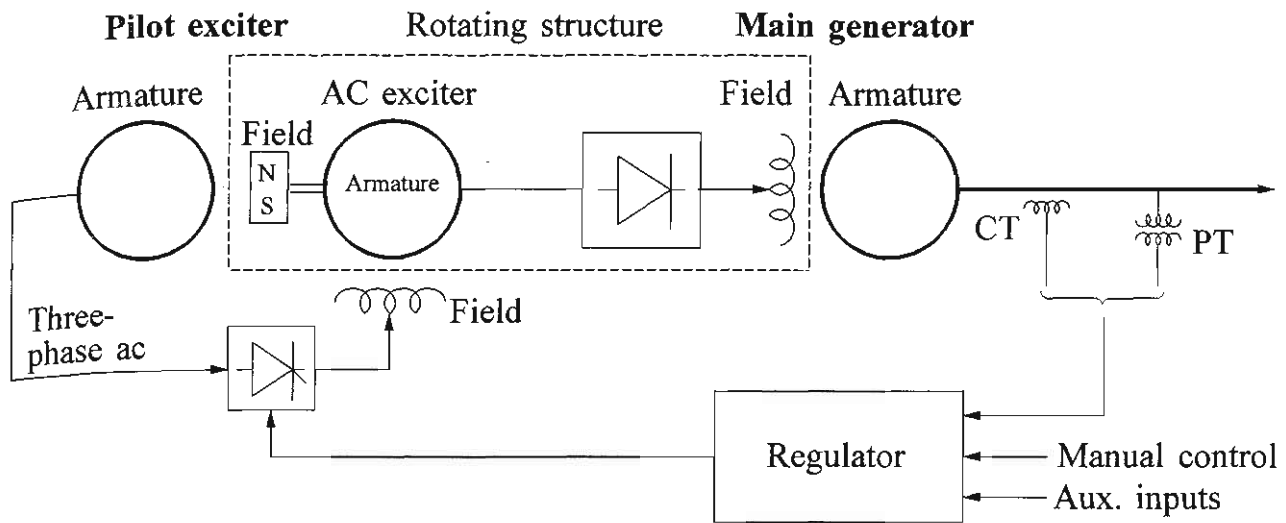 Pilot exciter Rotating structure Main generator
Armature AC exciter Field Armature
Field
N
S
Armature
CT
PT
Three-
phase ac
Field
Regulator
Manual control
Aux. inputs